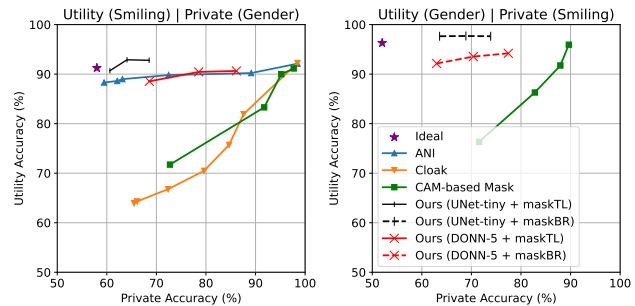 Utility (Smiling) | Private (Gender)
100
90
80
70
60
50
Utility Accuracy (%)
50 60 70 80 90 100
Private Accuracy (%)
Utility (Gender) | Private (Smiling)
100
90
80
70
60
50
Utility Accuracy (%)
Ideal
ANI
Cloak
CAM-based Mask
Ours (UNet-tiny + maskTL)
Ours (UNet-tiny + maskBR)
Ours (DONN-5 + maskTL)
Ours (DONN-5 + maskBR)
50 60 70 80 90 100
Private Accuracy (%)